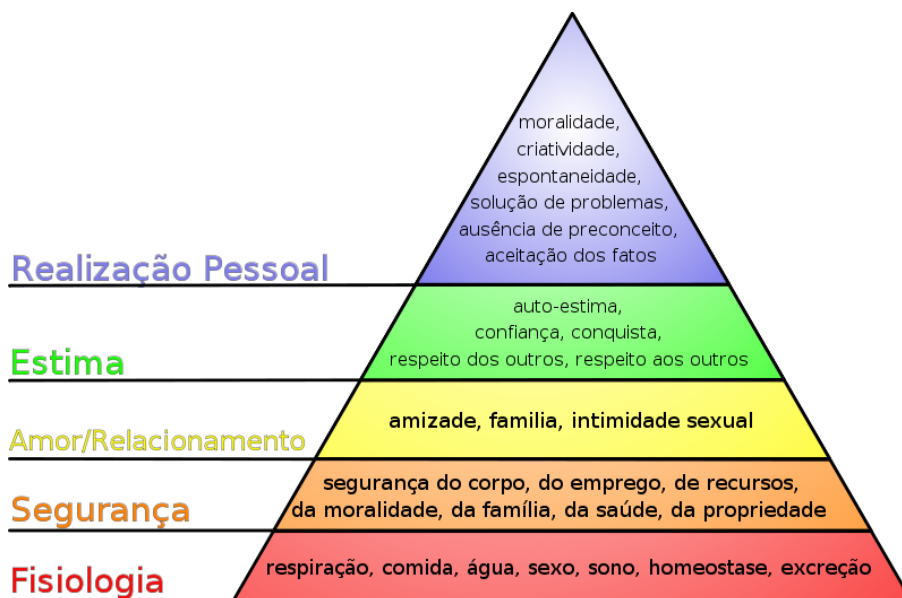 moralidade,
criatividade,
espontaneidade,
solução de problemas,
ausência de preconceito,
aceitação dos fatos
Realização Pessoal
auto-estima,
confiança, conquista,
respeito dos outros, respeito aos outros
Estima
amizade, familia, intimidade sexual
Amor/Relacionamento
segurança do corpo, do emprego, de recursos,
da moralidade, da família, da saúde, da propriedade
Segurança
respiração, comida, água, sexo, sono, homeostase, excreção
Fisiologia